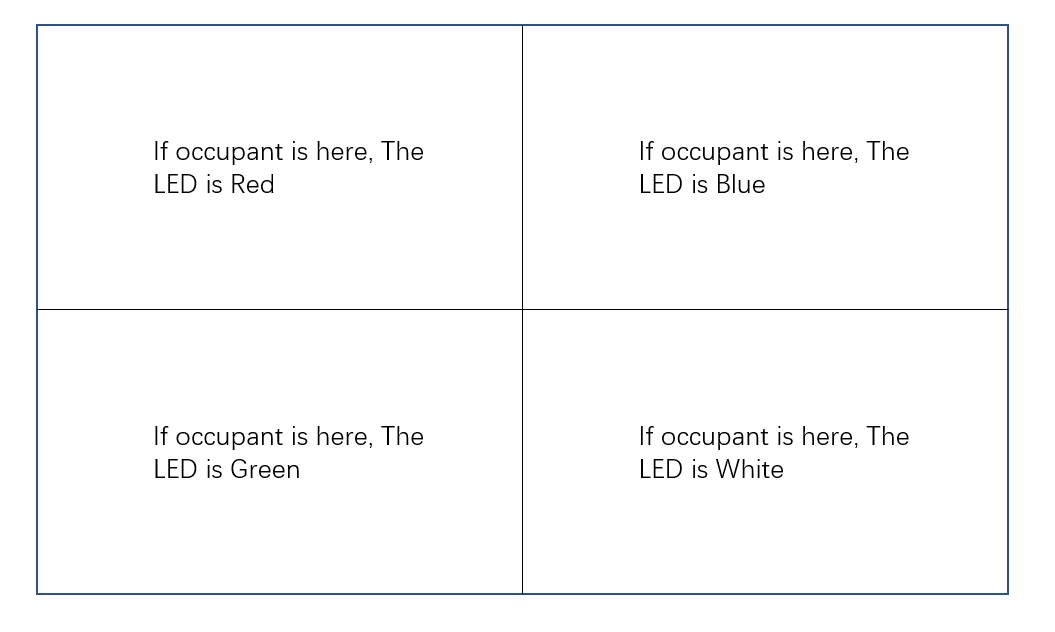 If occupant is here, The
LED is Red
If occupant is here, The
LED is Blue
If occupant is here, The
LED is Green
If occupant is here, The
LED is White